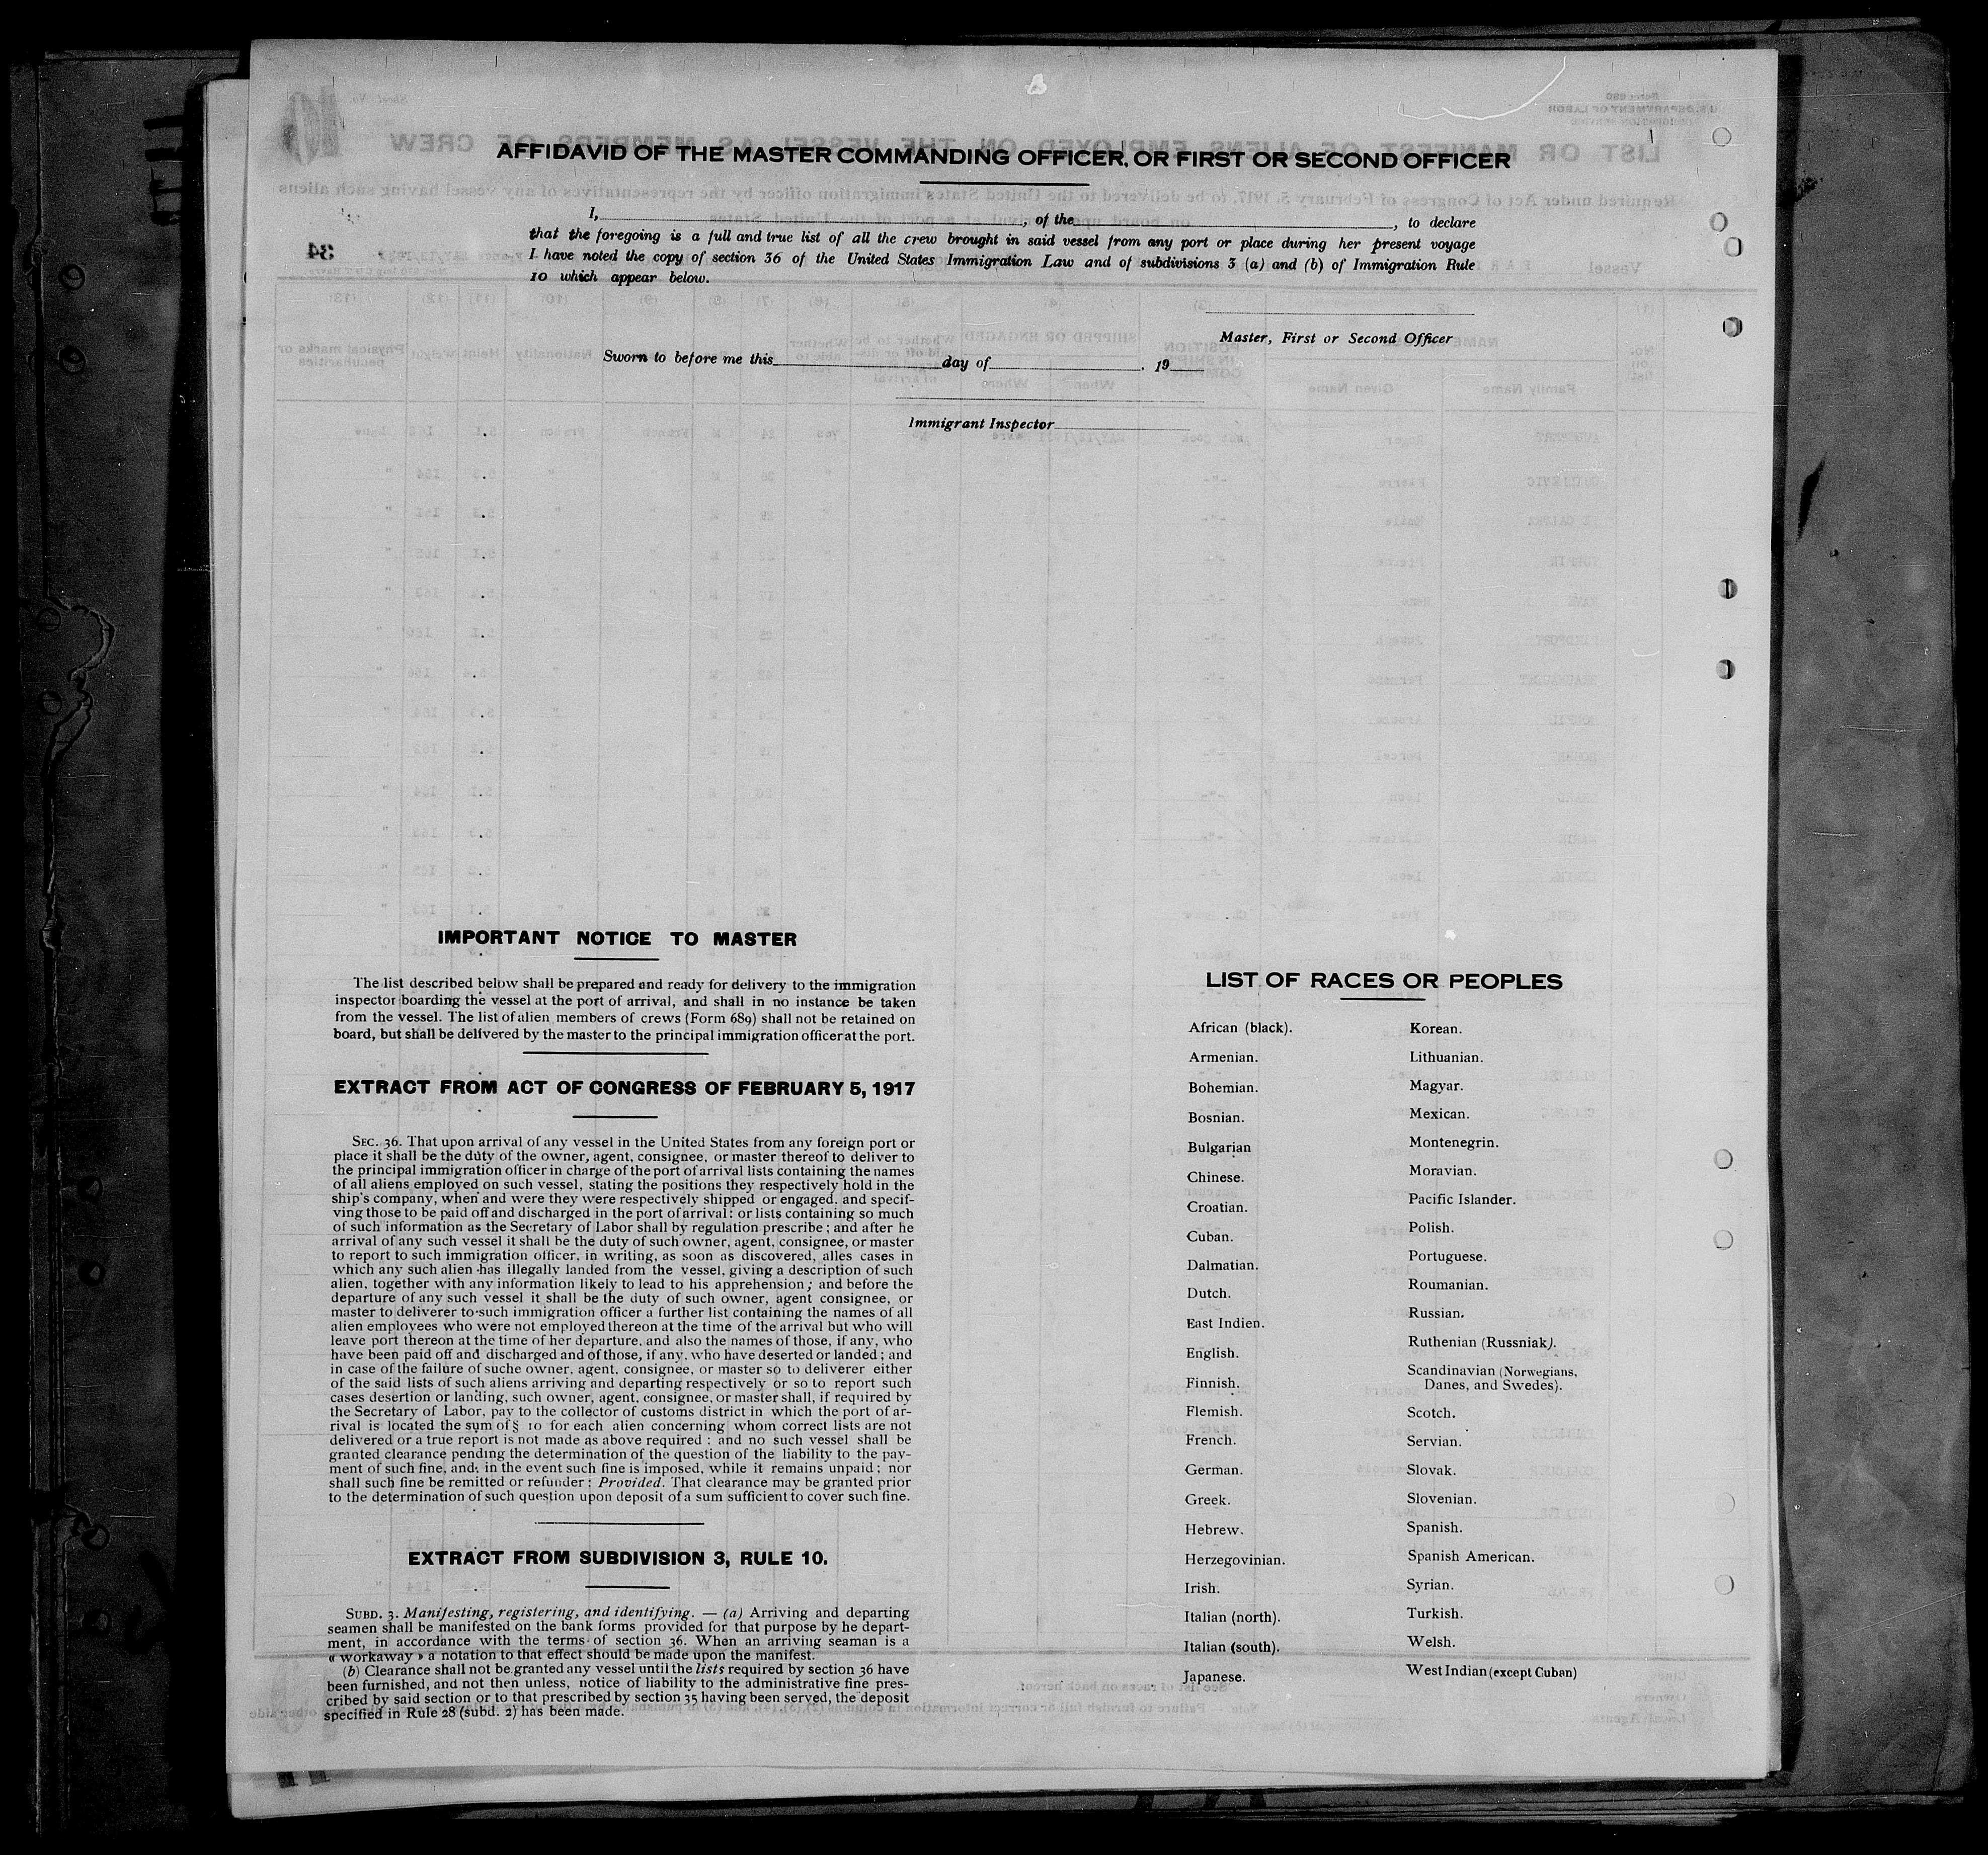 AFFIDAVID OF THE MASTER COMMANDING OFFICER, OR FIRST OR SECOND OFFICER
I, , of the , to declare
that the foregoing is a full and true list of all the crew brought in said vessel from any port or place during her present voyage
I have noted the copy of section 36 of the United States Immigration Law and of subdivisions 3 (a) and (b) of Immigration Rule
10 which appear below.
Master, First or Second Officer
Sworn to before me this day of . 19
Immigrant Inspector
IMPORTANT NOTICE TO MASTER
The list described below shall be prepared and ready for delivery to the immigration
inspector boarding the vessel at the port of arrival, and shall in no instance be taken
from the vessel. The list of alien members of crews (Form 689) shall not be retained on
board, but shall be delivered by the master to the principal immigration officer at the port.
EXTRACT FROM ACT OF CONGRESS OF FEBRUARY 5, 1917
SEC. 36. That upon arrival of any vessel in the United States from any foreign port or
place it shall be the duty of the owner, agent, consignee, or master thereof to deliver to
the principal immigration officer in charge of the port of arrival lists containing the names
of all aliens employed on such vessel, stating the positions they respectively hold in the
ship's company, when and were they were respectively shipped or engaged, and specif-
ving those to be paid off and discharged in the port of arrival: or lists containing so much
of such information as the Secretary of Labor shall by regulation prescribe; and after he
arrival of any such vessel it shall be the duty of such owner, agent, consignee, or master
to report to such immigration officer, in writing, as soon as discovered, alles cases in
which any such alien has illegally landed from the vessel, giving a description of such
alien, together with any information likely to lead to his apprehension; and before the
departure of any such vessel it shall be the duty of such owner, agent consignee, or
master to deliverer to such immigration officer a further list containing the names of all
alien employees who were not employed thereon at the time of the arrival but who will
leave port thereon at the time of her departure, and also the names of those, if any, who
have been paid off and discharged and of those, if any, who have deserted or landed; and
in case of the failure of suche owner, agent, consignee, or master so to deliverer either
of the said lists of such aliens arriving and departing respectively or so to report such
cases desertion or landing, such owner, agent, consignee, or master shall, if required by
the Secretary of Labor, pay to the collector of customs district in which the port of ar-
rival is located the sum of § 10 for each alien concerning whom correct lists are not
delivered or a true report is not made as above required: and no such vessel shall be
granted clearance pending the determination of the question of the liability to the pay-
ment of such fine, and, in the event such fine is imposed, while it remains unpaid; nor
shall such fine be remitted or refunder: Provided. That clearance may be granted prior
to the determination of such question upon deposit of a sum sufficient to cover such fine.
EXTRACT FROM SUBDIVISION 3, RULE 10.
SUBD. 3. Manifesting, registering, and identifying. — (a) Arriving and departing
seamen shall be manifested on the bank forms provided for that purpose by he depart-
ment, in accordance with the terms of section 36. When an arriving seaman is a
« workaway » a notation to that effect should be made upon the manifest.
(b) Clearance shall not be granted any vessel until the lists required by section 36 have
been furnished, and not then unless, notice of liability to the administrative fine pres-
cribed by said section or to that prescribed by section 35 having been served, the deposit
specified in Rule 28 (subd. 2) has been made.
LIST OF RACES OR PEOPLES
African (black).
Armenian.
Bohemian.
Bosnian.
Bulgarian
Chinese.
Croatian.
Cuban.
Dalmatian.
Dutch.
East Indien.
English.
Finnish.
Flemish.
French.
German.
Greek.
Hebrew.
Herzegovinian.
Irish.
Italian (north).
Italian (south).
Japanese.
Korean.
Lithuanian.
Magyar.
Mexican.
Montenegrin.
Moravian.
Pacific Islander.
Polish.
Portuguese.
Roumanian.
Russian.
Ruthenian (Russniak).
Scandinavian (Norwegians,
Danes, and Swedes).
Scotch.
Servian.
Slovak.
Slovenian.
Spanish.
Spanish American.
Syrian.
Turkish.
Welsh.
West Indian (except Cuban)